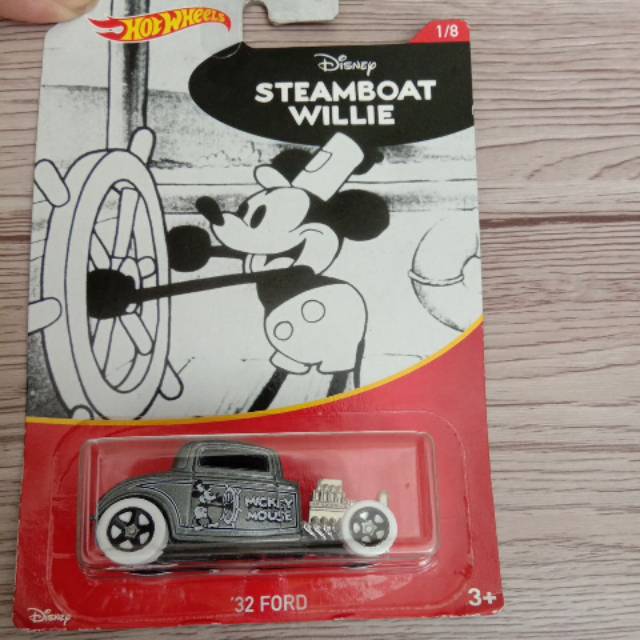 HOT WHEELS
1/8
Disney
STEAMBOAT
WILLIE
MICKEY
MOUSE
Disney
'32 FORD
3+